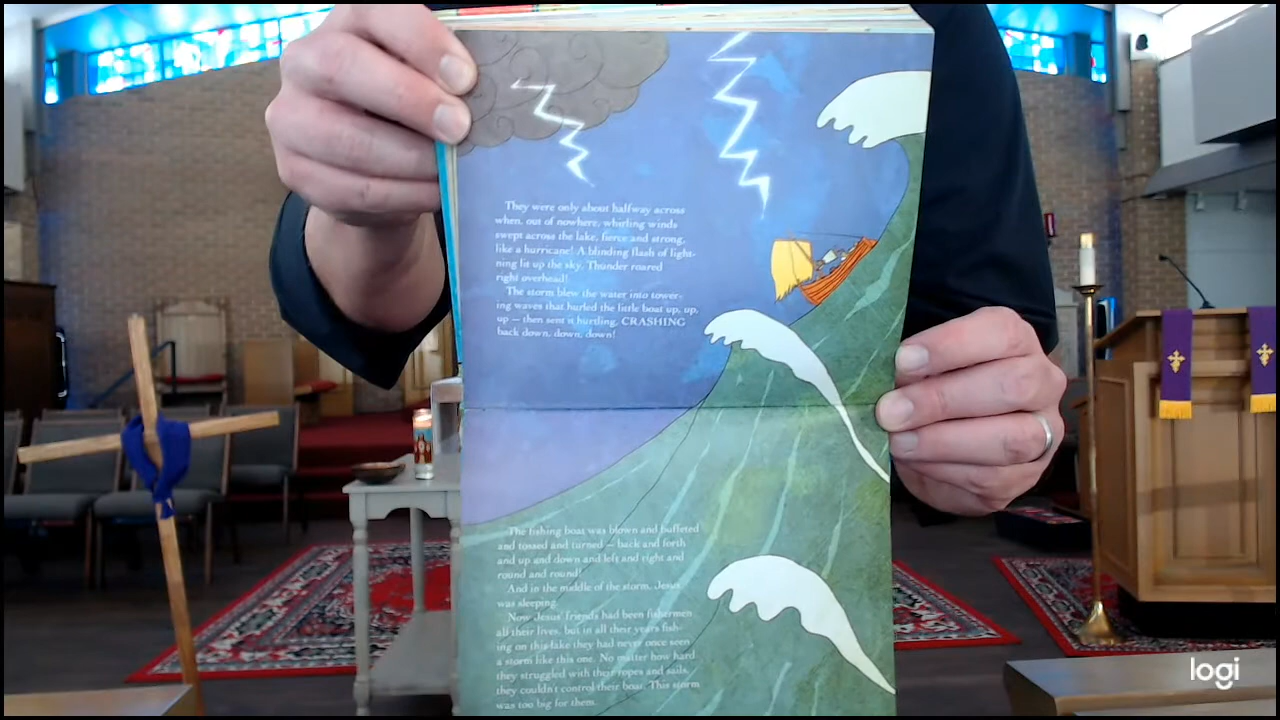 They were only about halfway across
when, out of nowhere, whirling winds
swept across the lake, fierce and strong,
like a hurricane! A blinding flash of light-
ning lit up the sky. Thunder roared
right overhead!
The storm blew the water into tower-
ing waves that hurled the little boat up, up,
up — then sent it hurtling, CRASHING
back down, down, down!
The fishing boat was blown and buffeted
and tossed and turned — back and forth
and up and down and left and right and
round and round!
And in the middle of the storm, Jesus
was sleeping.
Now Jesus' friends had been fishermen
all their lives, but in all their years fish-
ing on this lake they had never once seen
a storm like this one. No matter how hard
they struggled with their ropes and sails,
they couldn't control their boat. This storm
was too big for them.
logi